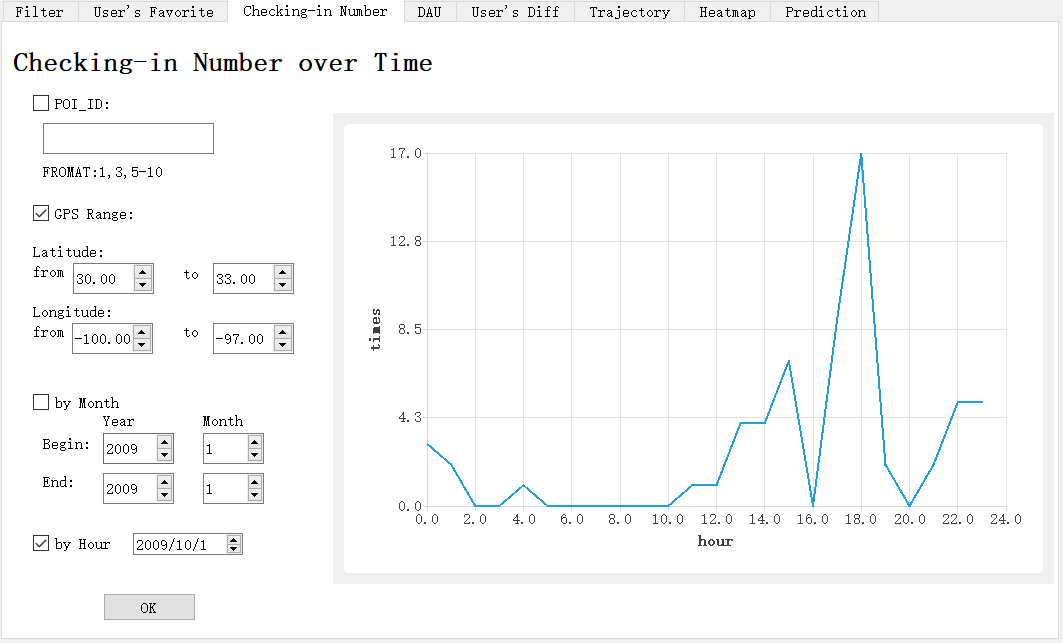 Filter User's Favorite Checking-in Number DAU User's Diff Trajectory Heatmap Prediction
Checking-in Number over Time
POI_ID:
FROMAT:1,3,5-10
GPS Range:
Latitude:
from 30.00 to 33.00
Longitude:
from -100.00 to -97.00
by Month
Year Month
Begin: 2009 1
End: 2009 1
by Hour 2009/10/1
OK
17.0
12.8
8.5
4.3
0.0
times
0.0 2.0 4.0 6.0 8.0 10.0 12.0 14.0 16.0 18.0 20.0 22.0 24.0
hour